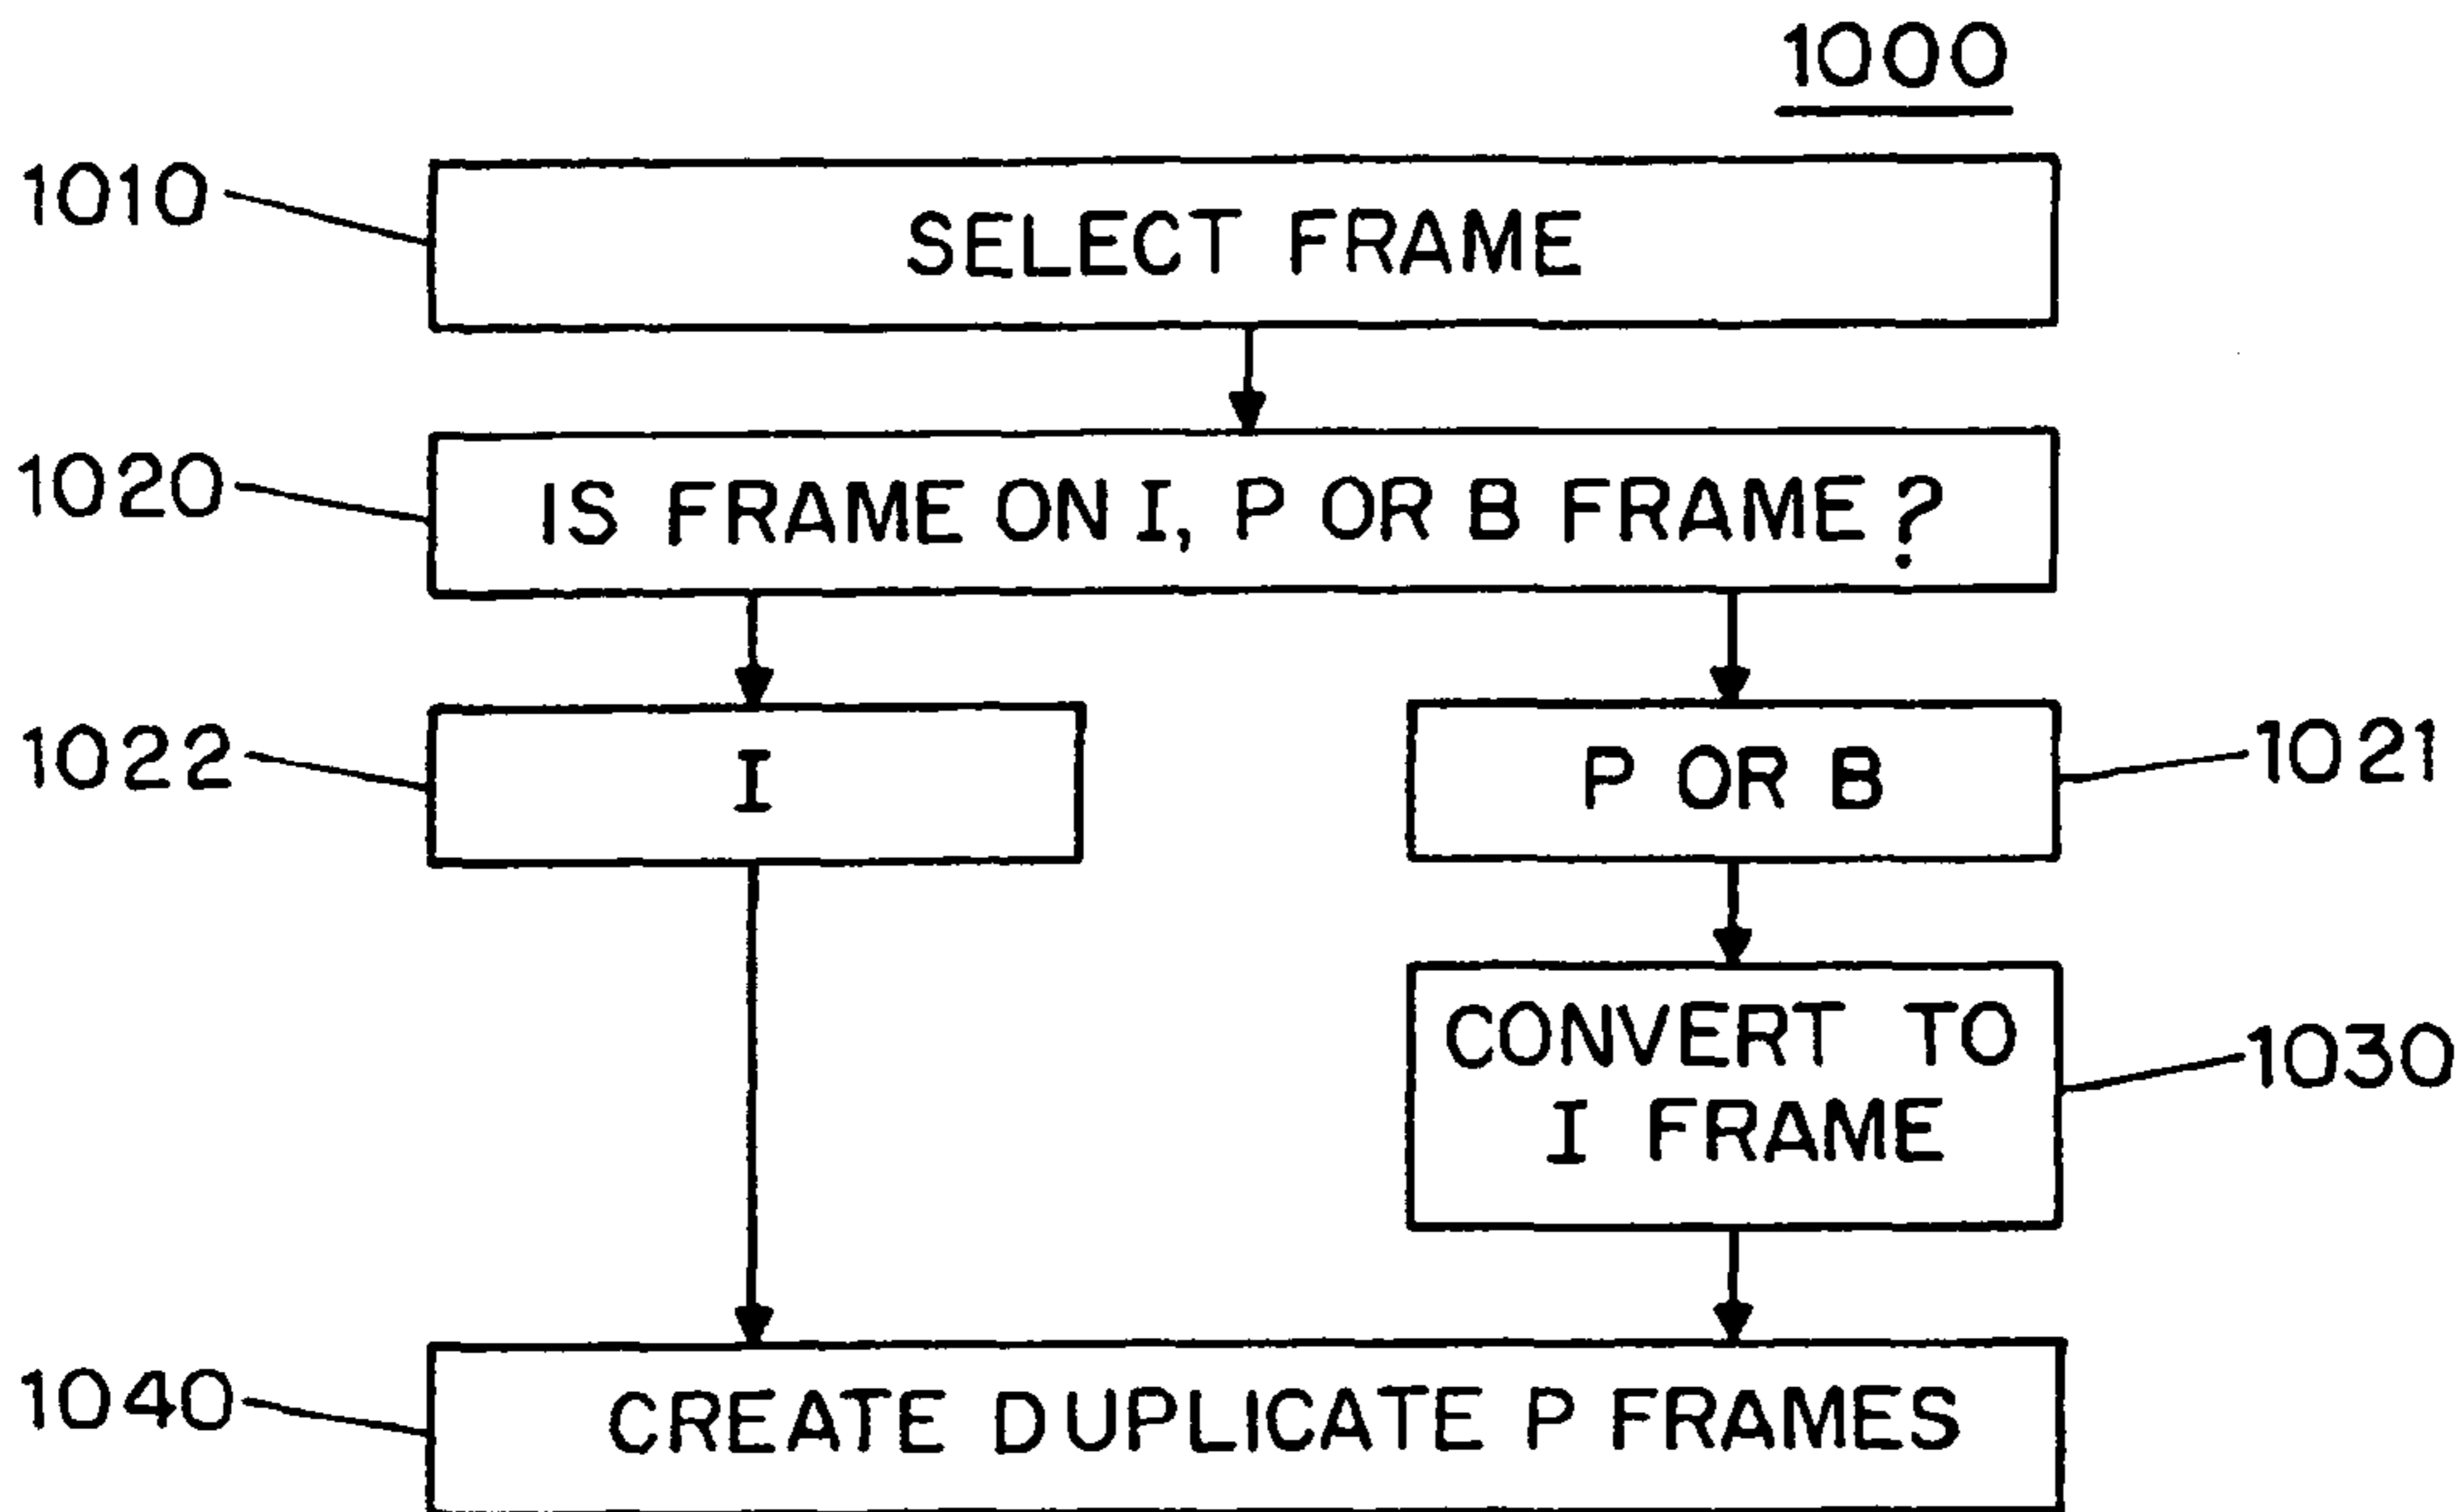 1000
1010
SELECT FRAME
1020
IS FRAME ON I, P OR B FRAME?
1022
I
P OR B
1021
CONVERT TO
I FRAME
1030
1040
CREATE DUPLICATE P FRAMES